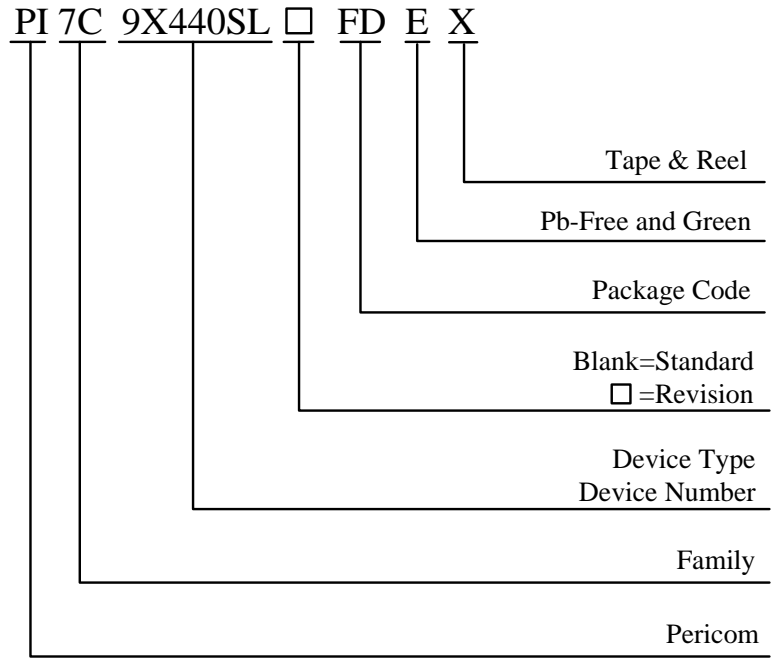 PI 7C 9X440SL □ FD E X
Tape & Reel
Pb-Free and Green
Package Code
Blank=Standard
□ =Revision
Device Type
Device Number
Family
Pericom